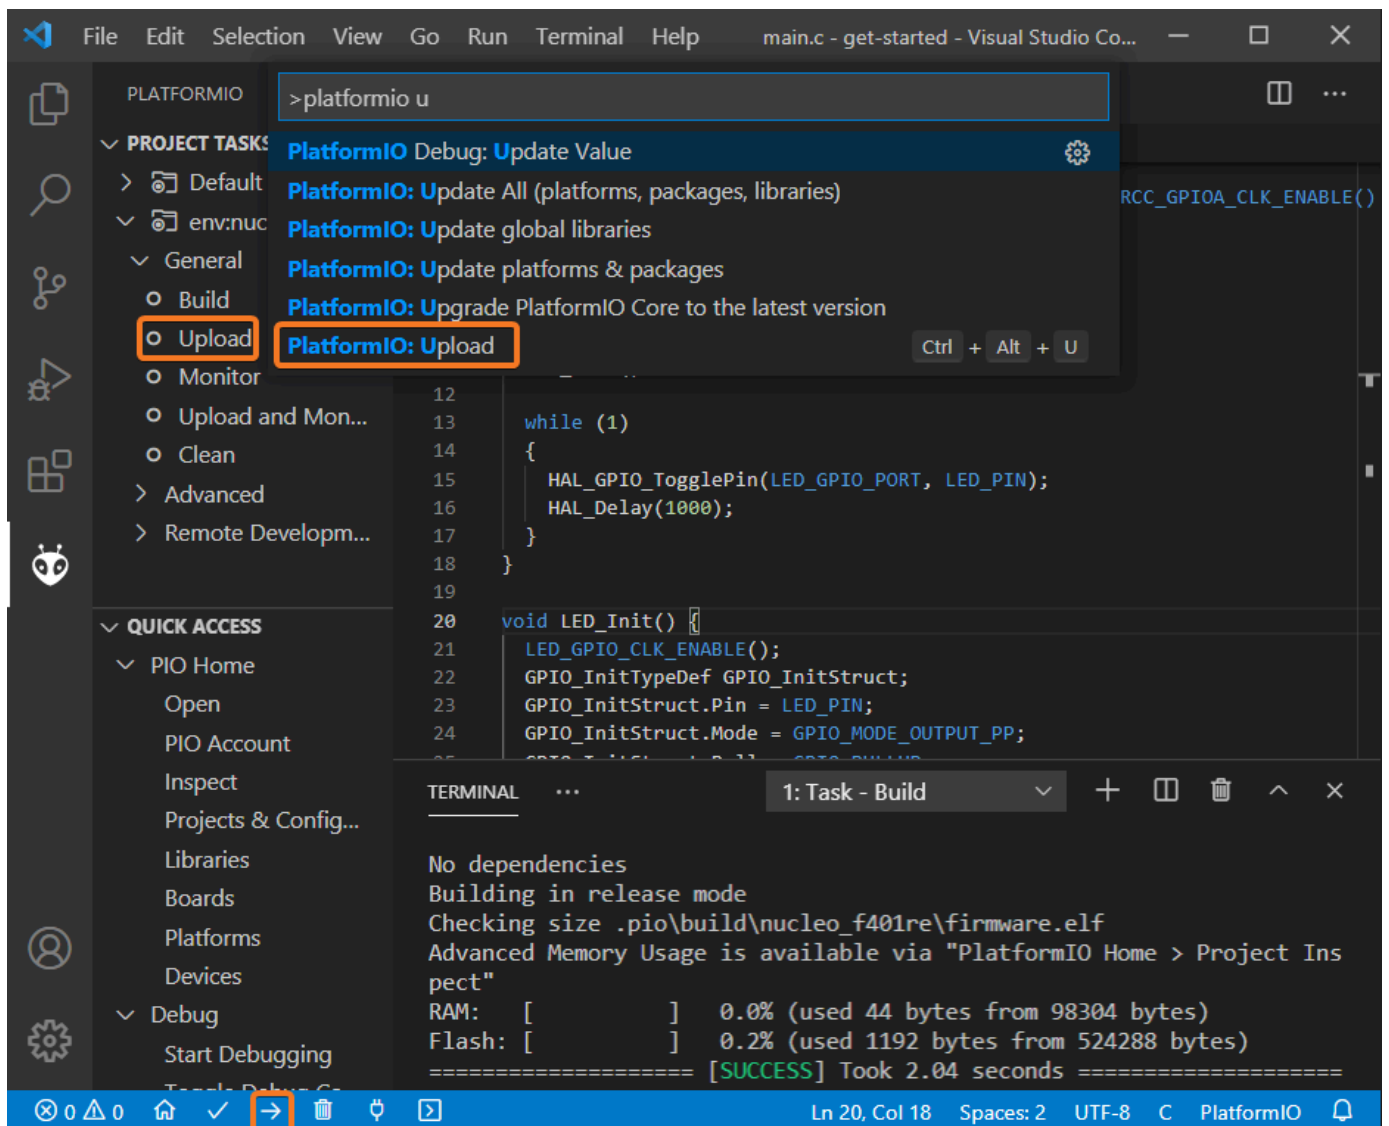 File Edit Selection View Go Run Terminal Help main.c - get-started - Visual Studio Co...
PLATFORMIO
>platformio u
PROJECT TASKS
Default
env:nuc
General
Build
Upload
Monitor
Upload and Mon...
Clean
Advanced
Remote Developm...
PlatformIO Debug: Update Value
PlatformIO: Update All (platforms, packages, libraries)
PlatformIO: Update global libraries
PlatformIO: Update platforms & packages
PlatformIO: Upgrade PlatformIO Core to the latest version
PlatformIO: Upload Ctrl + Alt + U
RCC_GPIOA_CLK_ENABLE()
12
13 while (1)
14 {
15 HAL_GPIO_TogglePin(LED_GPIO_PORT, LED_PIN);
16 HAL_Delay(1000);
17 }
18 }
19
20 void LED_Init() {
21 LED_GPIO_CLK_ENABLE();
22 GPIO_InitTypeDef GPIO_InitStruct;
23 GPIO_InitStruct.Pin = LED_PIN;
24 GPIO_InitStruct.Mode = GPIO_MODE_OUTPUT_PP;
QUICK ACCESS
PIO Home
Open
PIO Account
Inspect
Projects & Config...
Libraries
Boards
Platforms
Devices
Debug
Start Debugging
TERMINAL ... 1: Task - Build
No dependencies
Building in release mode
Checking size .pio\build\nucleo_f401re\firmware.elf
Advanced Memory Usage is available via "PlatformIO Home > Project Ins
pect"
RAM: [ ] 0.0% (used 44 bytes from 98304 bytes)
Flash: [ ] 0.2% (used 1192 bytes from 524288 bytes)
==================== [SUCCESS] Took 2.04 seconds ====================
0 0 Ln 20, Col 18 Spaces: 2 UTF-8 C PlatformIO